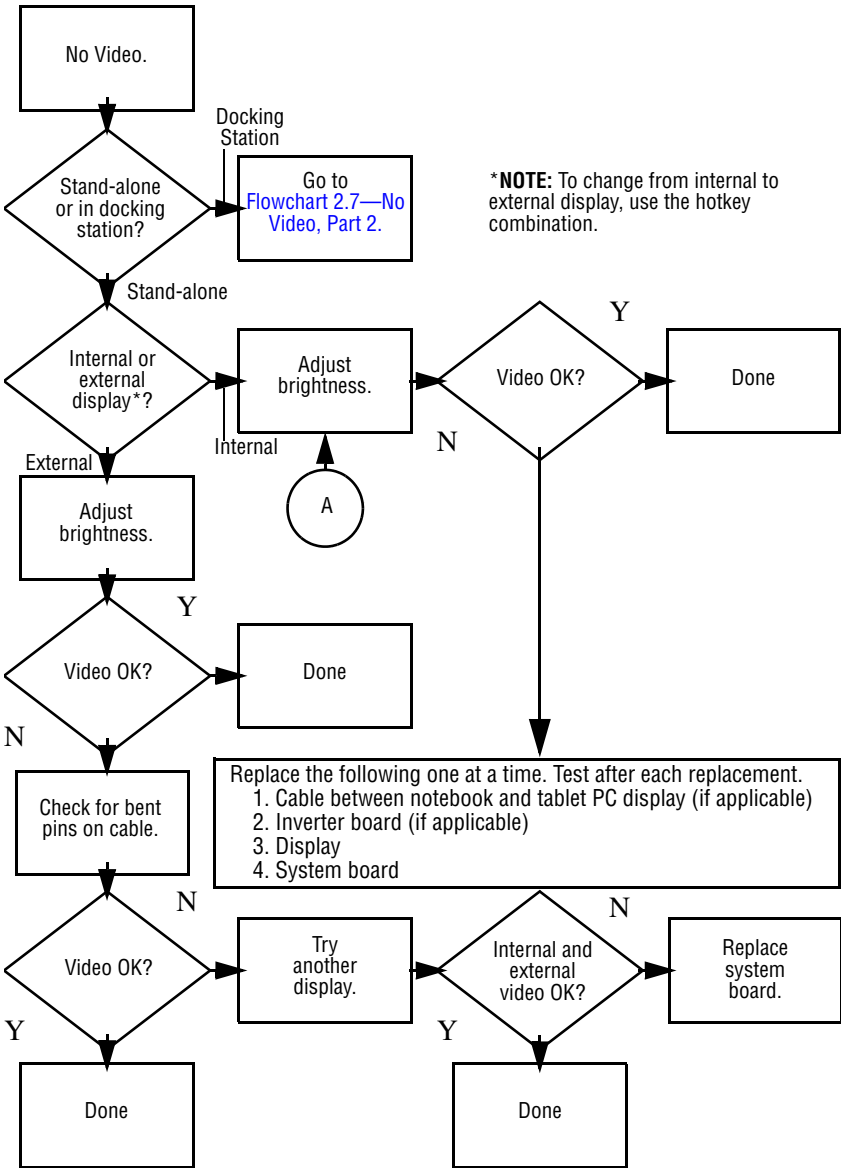 No Video.
Docking
Station
Stand-alone
or in docking
station?
Go to
Flowchart 2.7—No
Video, Part 2.
*NOTE: To change from internal to
external display, use the hotkey
combination.
Stand-alone
Internal or
external
display*?
Internal
Adjust
brightness.
A
Video OK?
Y
Done
N
External
Adjust
brightness.
Video OK?
Y
Done
N
Check for bent
pins on cable.
Replace the following one at a time. Test after each replacement.
1. Cable between notebook and tablet PC display (if applicable)
2. Inverter board (if applicable)
3. Display
4. System board
Video OK?
N
Try
another
display.
Internal and
external
video OK?
N
Replace
system
board.
Y
Done
Y
Done